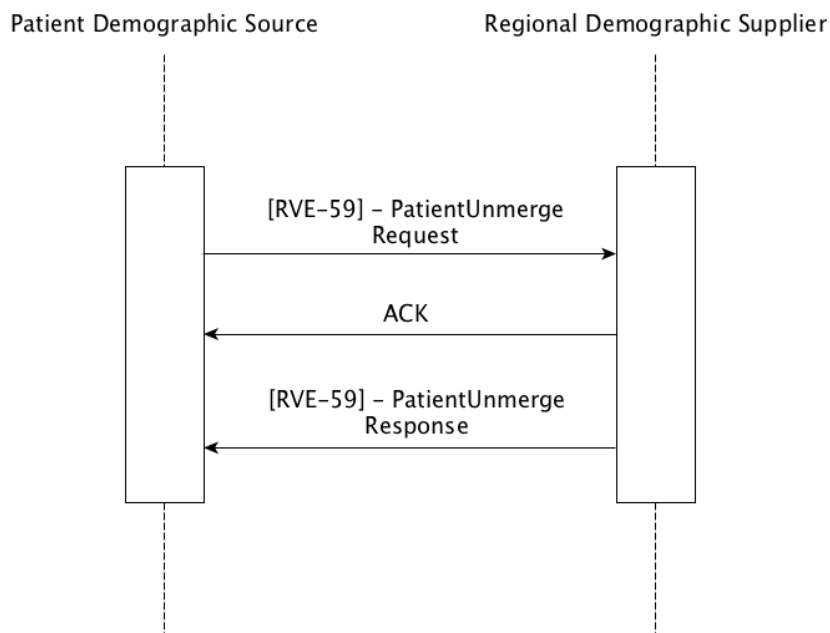 Patient Demographic Source
Regional Demographic Supplier
[RVE-59] - PatientUnmerge
Request
ACK
[RVE-59] - PatientUnmerge
Response